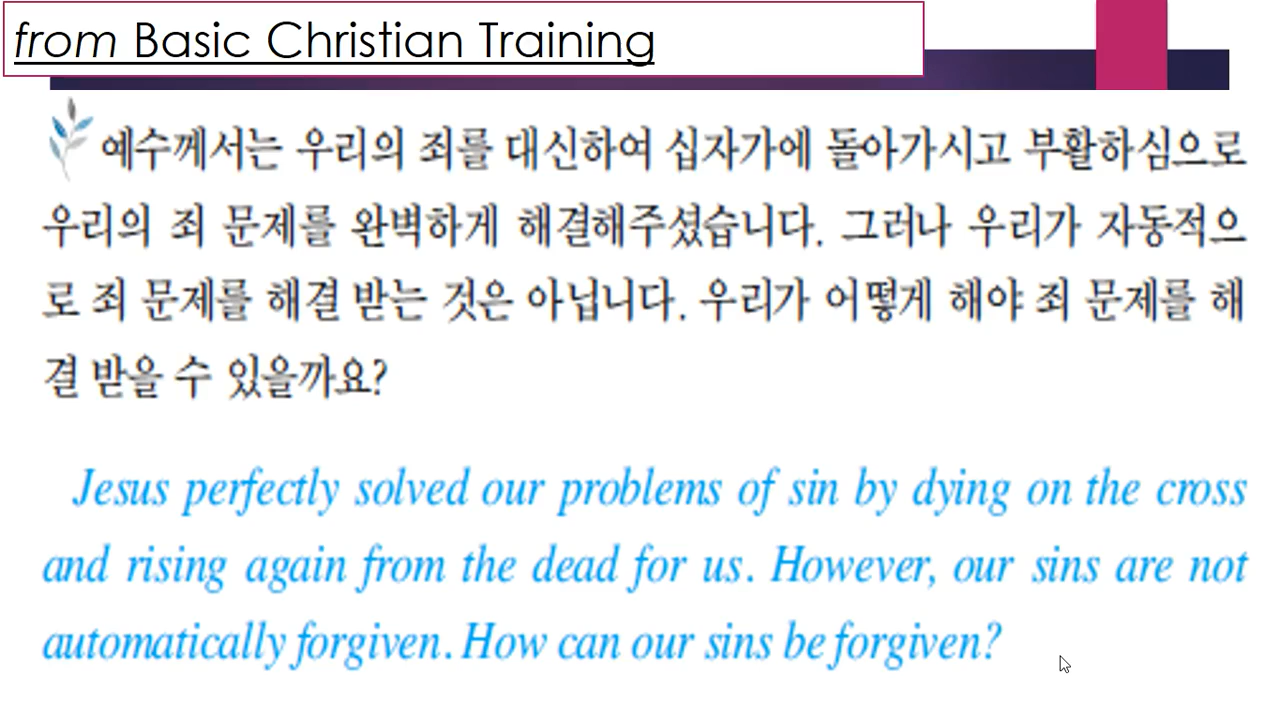 from Basic Christian Training
예수께서는 우리의 죄를 대신하여 십자가에 돌아가시고 부활하심으로
우리의 죄 문제를 완벽하게 해결해주셨습니다. 그러나 우리가 자동적으
로 죄 문제를 해결 받는 것은 아닙니다. 우리가 어떻게 해야 죄 문제를 해
결 받을 수 있을까요?
Jesus perfectly solved our problems of sin by dying on the cross
and rising again from the dead for us. However, our sins are not
automatically forgiven. How can our sins be forgiven?